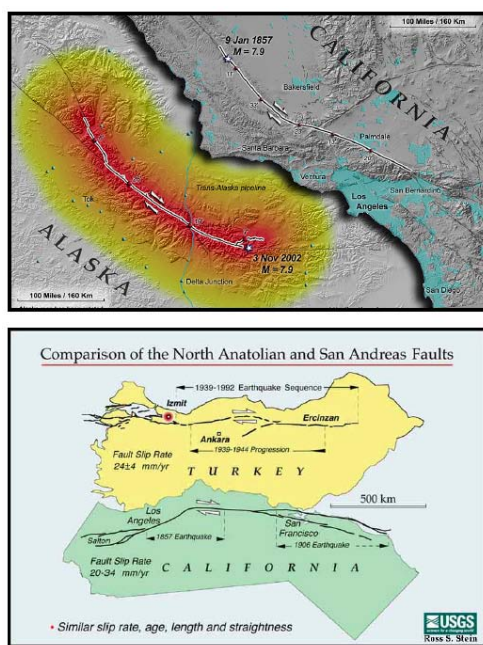 100 Miles / 160 Km
9 Jan 1857
M = 7.9
CALIFORNIA
Bakersfield
Palmdale
Santa Barbara
Ventura
San Bernardino
Los
Angeles
San Diego
Trans-Alaska pipeline
Tok
ALASKA
3 Nov 2002
M = 7.9
Delta Junction
100 Miles / 160 Km
Comparison of the North Anatolian and San Andreas Faults
1939-1992 Earthquake Sequence
Izmit
Ercinzan
Ankara
1939-1944 Progression
Fault Slip Rate
24±4 mm/yr
TURKEY
500 km
Los
Angeles
San
Francisco
Salton
1857 Earthquake
1906 Earthquake
Fault Slip Rate
20-34 mm/yr
CALIFORNIA
• Similar slip rate, age, length and straightness
USGS
Ross S. Stein